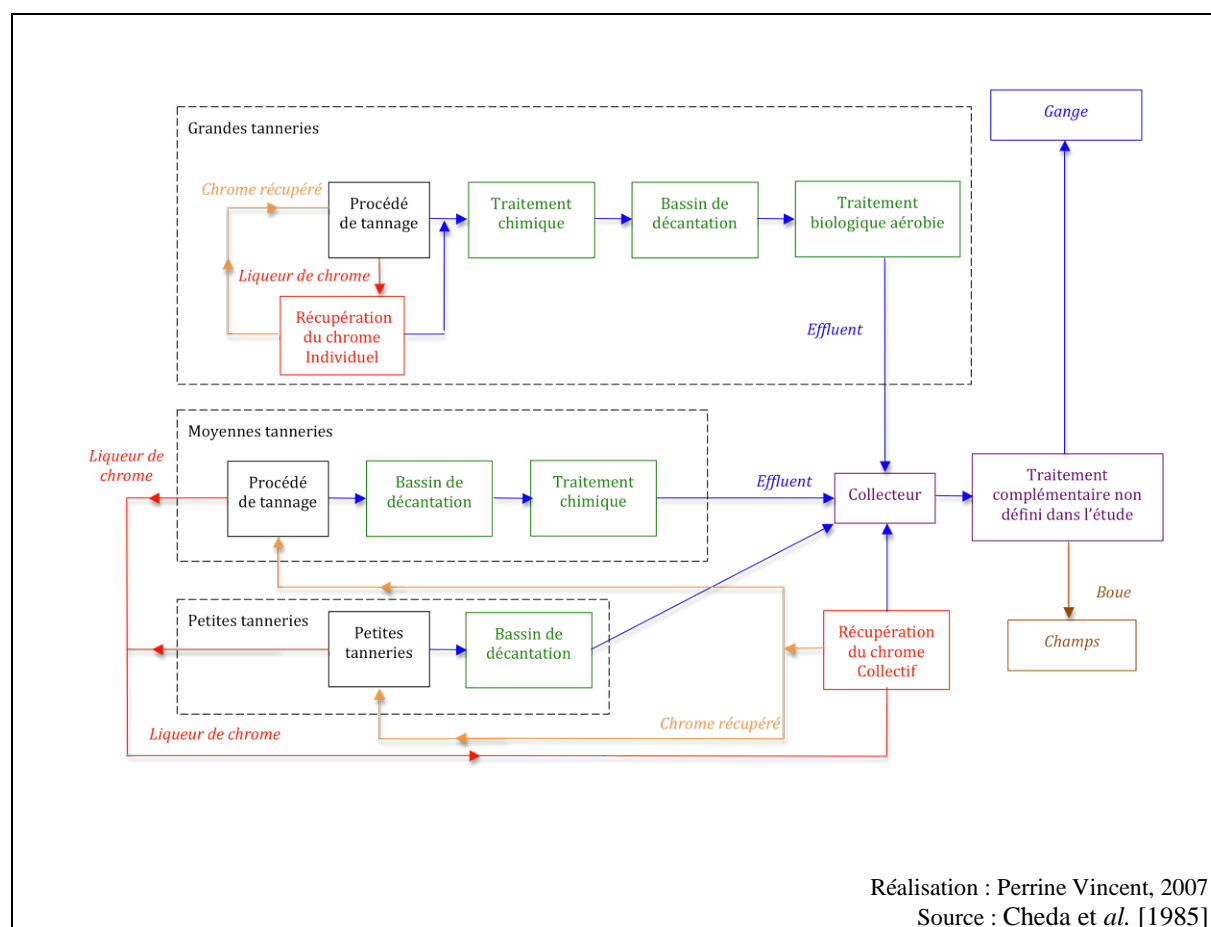 Gange
Grandes tanneries
Chrome récupéré
Procédé
de tannage
Traitement
chimique
Bassin de
décantation
Traitement
biologique aérobie
Liqueur de chrome
Récupération
du chrome
Individuel
Effluent
Moyennes tanneries
Liqueur de
chrome
Procédé
de tannage
Bassin de
décantation
Traitement
chimique
Effluent
Collecteur
Traitement
complémentaire non
défini dans l'étude
Petites tanneries
Petites
tanneries
Bassin de
décantation
Récupération
du chrome
Collectif
Boue
Champs
Liqueur de chrome
Chrome récupéré
Réalisation : Perrine Vincent, 2007
Source : Cheda et al. [1985]